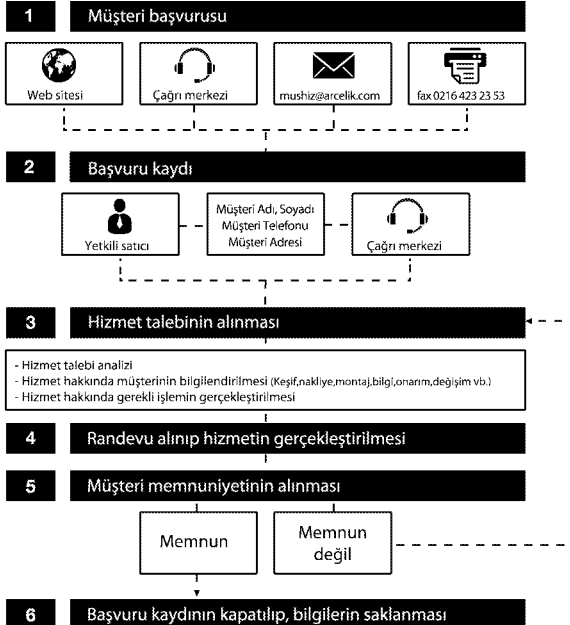 1 Müşteri başvurusu
Web sitesi
Çağrı merkezi
mushiz@arcelik.com
fax 0216 423 23 53
2 Başvuru kaydı
Yetkili satıcı
Müşteri Adı, Soyadı
Müşteri Telefonu
Müşteri Adresi
Çağrı merkezi
3 Hizmet talebinin alınması
- Hizmet talebi analizi
- Hizmet hakkında müşterinin bilgilendirilmesi (Keşif,nakliye,montaj,bilgi,onarım,değişim vb.)
- Hizmet hakkında gerekli işlemin gerçekleştirilmesi
4 Randevu alınıp hizmetin gerçekleştirilmesi
5 Müşteri memnuniyetinin alınması
Memnun
Memnun
değil
6 Başvuru kaydının kapatılıp, bilgilerin saklanması